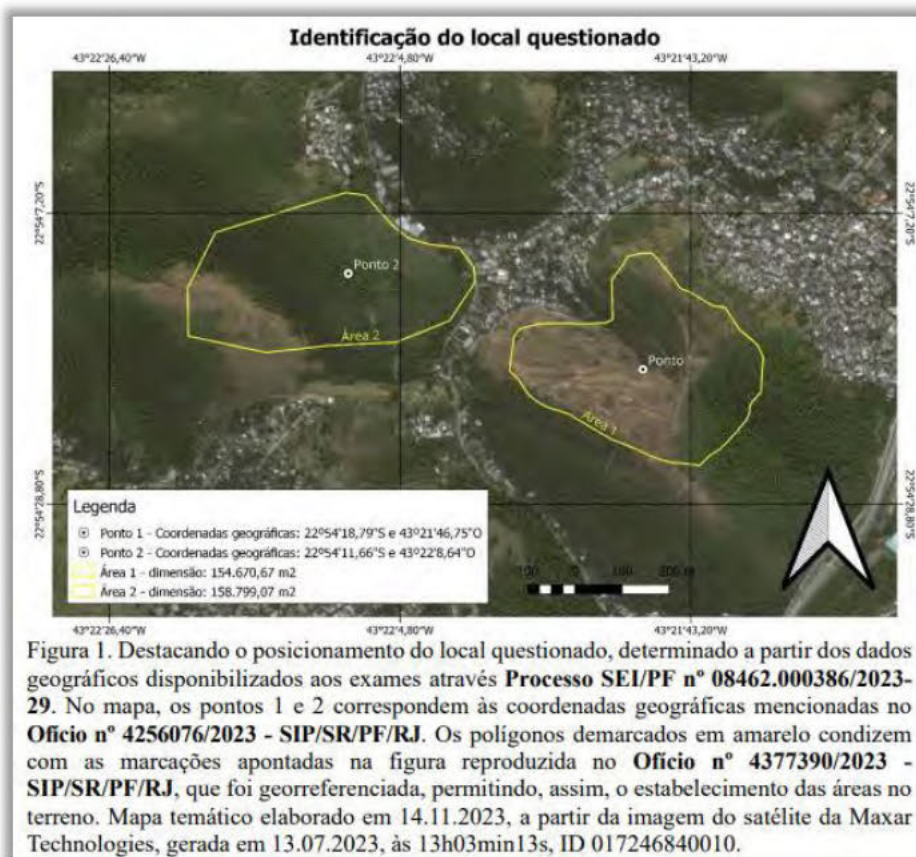 Identificação do local questionado
43°22'26,40"W 43°22'4,80"W 43°21'43,20"W
22°54'7,20"S 22°54'7,20"S
Ponto 2
Área 2
Ponto
Área 1
22°54'28,80"S 22°54'28,80"S
Legenda
Ponto 1 - Coordenadas geográficas: 22°54'18,79"S e 43°21'46,75"O
Ponto 2 - Coordenadas geográficas: 22°54'11,66"S e 43°22'8,64"O
Área 1 - dimensão: 154.670,67 m2
Área 2 - dimensão: 158.799,07 m2
100 0 100 200 m
43°22'26,40"W 43°22'4,80"W 43°21'43,20"W
Figura 1. Destacando o posicionamento do local questionado, determinado a partir dos dados
geográficos disponibilizados aos exames através Processo SEI/PF nº 08462.000386/2023-
29. No mapa, os pontos 1 e 2 correspondem às coordenadas geográficas mencionadas no
Ofício nº 4256076/2023 - SIP/SR/PF/RJ. Os polígonos demarcados em amarelo condizem
com as marcações apontadas na figura reproduzida no Ofício nº 4377390/2023 -
SIP/SR/PF/RJ, que foi georreferenciada, permitindo, assim, o estabelecimento das áreas no
terreno. Mapa temático elaborado em 14.11.2023, a partir da imagem do satélite da Maxar
Technologies, gerada em 13.07.2023, às 13h03min13s, ID 017246840010.